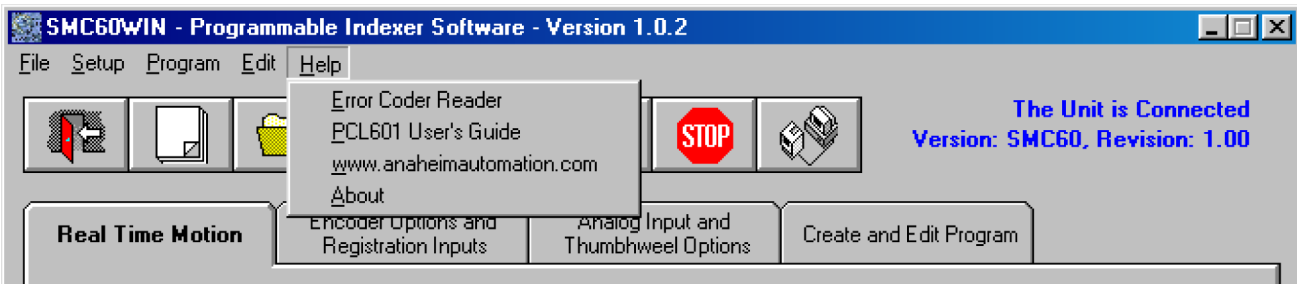 SMC60WIN - Programmable Indexer Software - Version 1.0.2
File Setup Program Edit Help
Error Coder Reader
PCL601 User's Guide
www.anaheimautomation.com
About
STOP
The Unit is Connected
Version: SMC60, Revision: 1.00
Real Time Motion
Encoder Options and
Registration Inputs
Analog Input and
Thumbhweel Options
Create and Edit Program